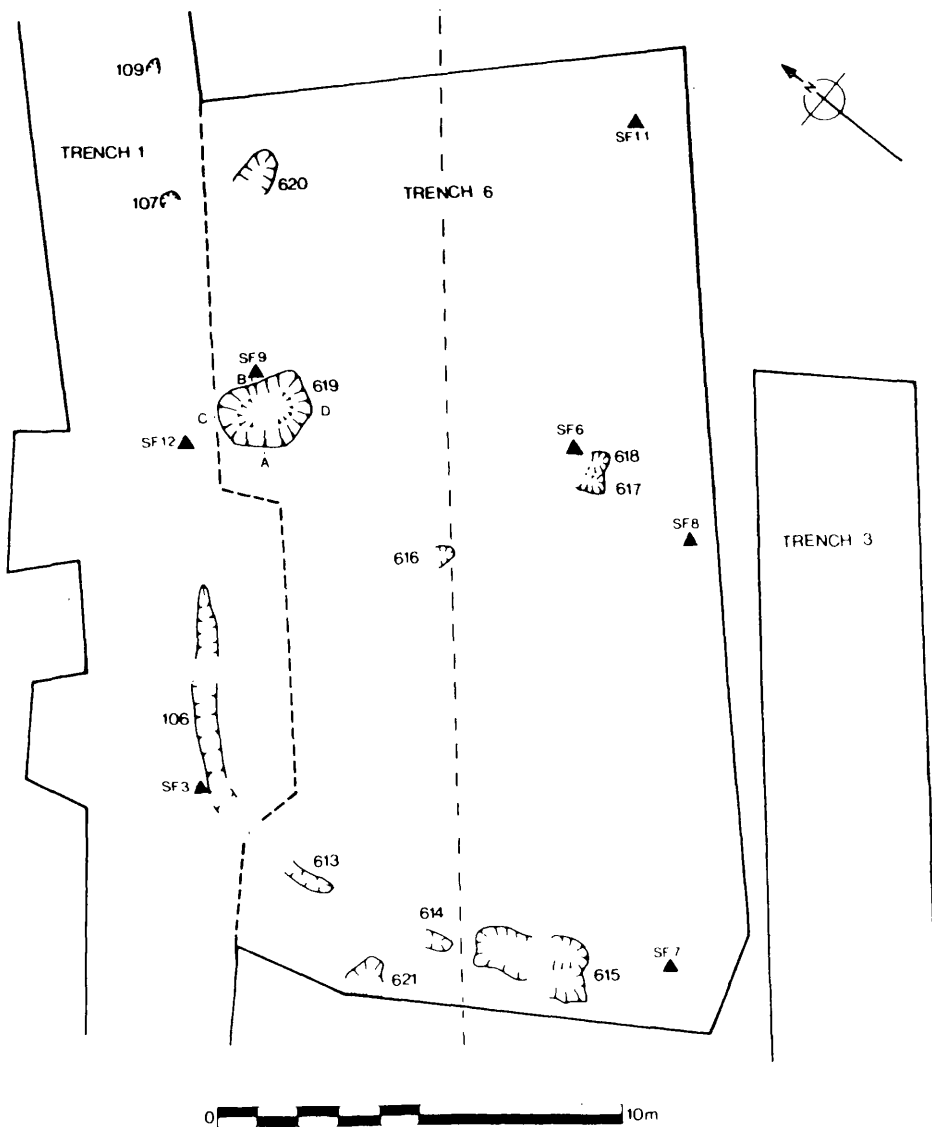 109
N
TRENCH 1
SF11
620
TRENCH 6
107
SF9
B
619
C
D
SF12
A
SF6
618
617
SF8
616
TRENCH 3
106
SF3
613
614
SF7
615
621
0
10m